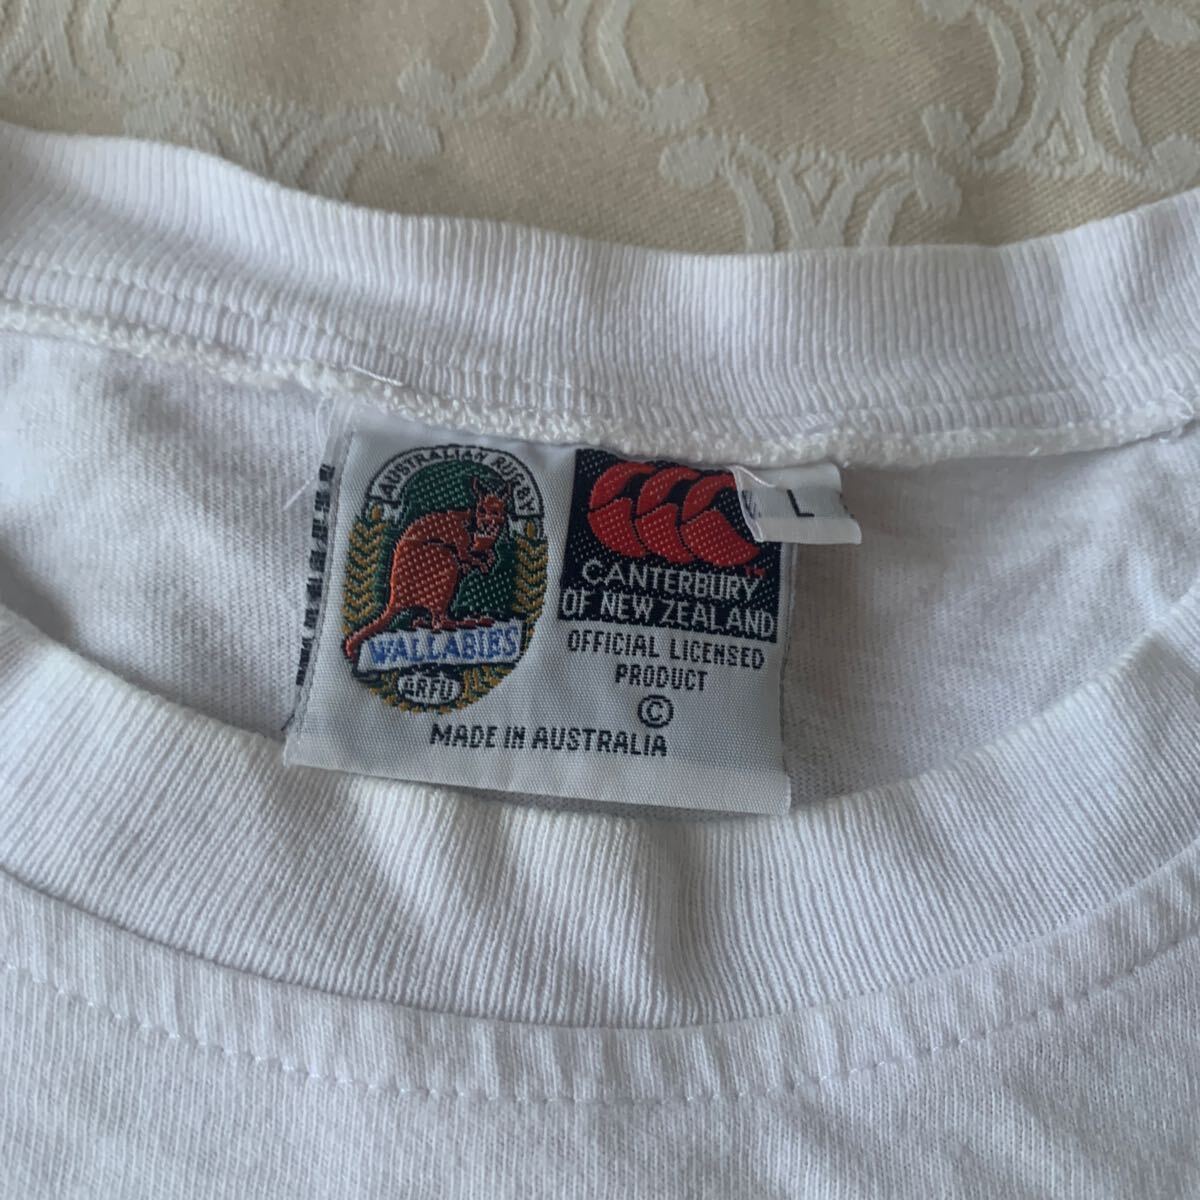 AUSTRALIAN RUGBY
WALLABIES
ARFU
CANTERBURY
OF NEW ZEALAND
OFFICIAL LICENSED
PRODUCT
©
MADE IN AUSTRALIA
L